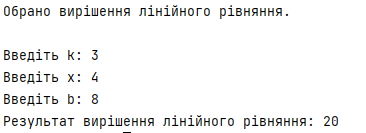 Обрано вирішення лінійного рівняння.
Введіть k: 3
Введіть x: 4
Введіть b: 8
Результат вирішення лінійного рівняння: 20